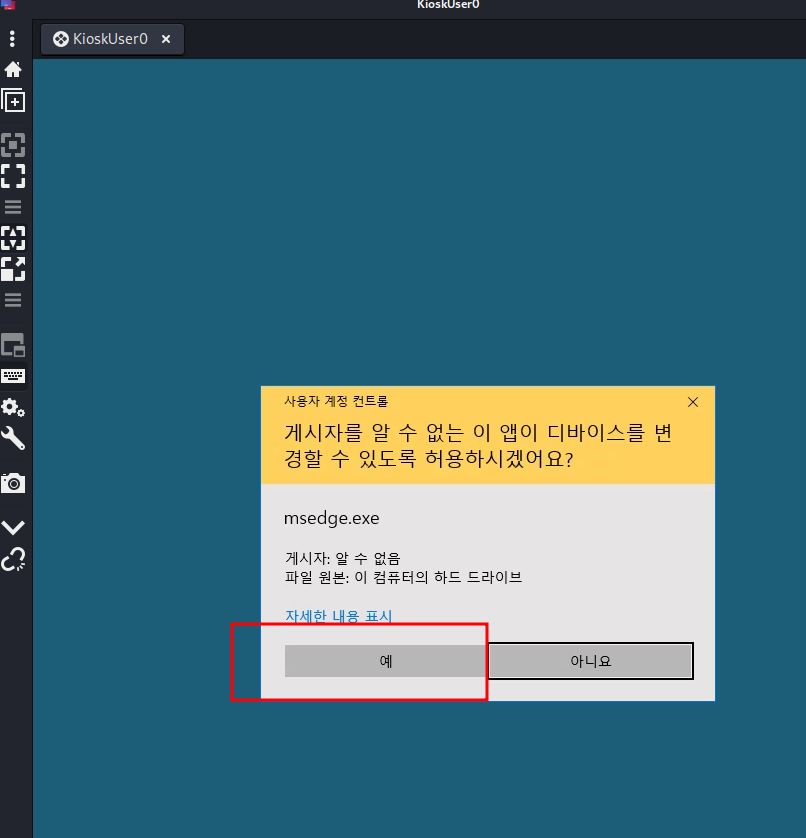 KioskUser0
KioskUser0
사용자 계정 컨트롤
게시자를 알 수 없는 이 앱이 디바이스를 변
경할 수 있도록 허용하시겠어요?
msedge.exe
게시자: 알 수 없음
파일 원본: 이 컴퓨터의 하드 드라이브
자세한 내용 표시
예
아니요